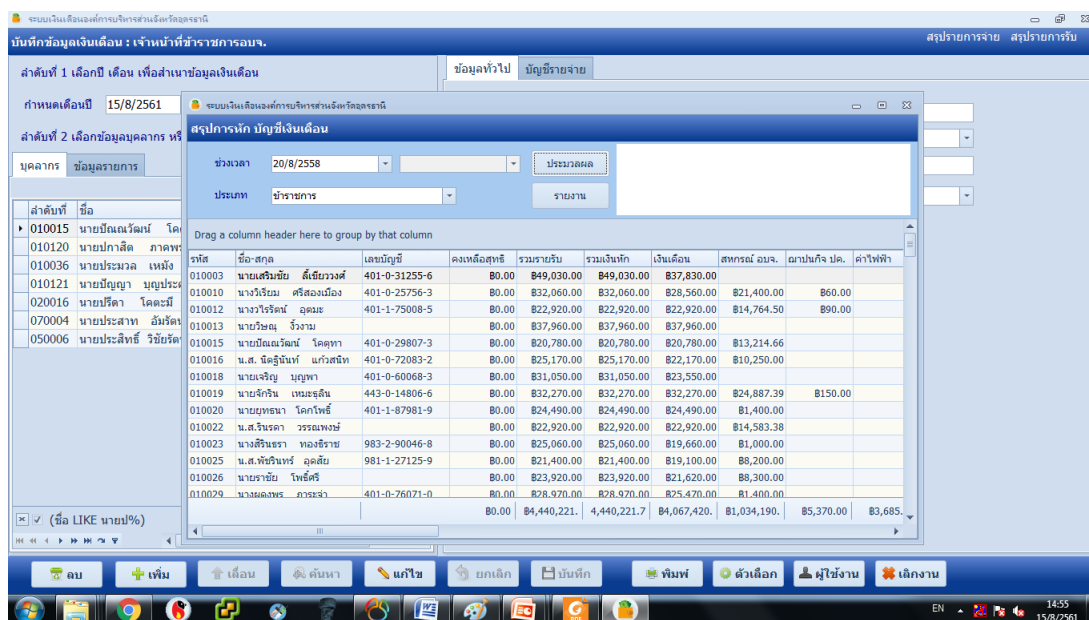 ระบบเงินเดือนองค์การบริหารส่วนจังหวัดอุดรธานี
บันทึกข้อมูลเงินเดือน : เจ้าหน้าที่ข้าราชการอบจ. สรุปรายการจ่าย สรุปรายการรับ
ลำดับที่ 1 เลือกปี เดือน เพื่อสำเนาข้อมูลเงินเดือน
ข้อมูลทั่วไป บัญชีรายจ่าย
กำหนดเดือนปี 15/8/2561
ลำดับที่ 2 เลือกข้อมูลบุคลากร
บุคลากร ข้อมูลรายการ
ลำดับที่ ชื่อ
010015 นายปัณณวัฒน์
010120 นายปกาสิต
010036 นายประมวล เหมัง
010121 นายปัญญา
020016 นายปรีดา โคตะมี
070004 นายประสาท
050006 นายประสิทธิ์
(ชื่อ LIKE นายป%)
ระบบเงินเดือนองค์การบริหารส่วนจังหวัดอุดรธานี
สรุปการหัก บัญชีเงินเดือน
ช่วงเวลา 20/8/2558 ประมวลผล
ประเภท ข้าราชการ รายงาน
Drag a column header here to group by that column
รหัส ชื่อ-สกุล เลขบัญชี คงเหลือสุทธิ รวมรายรับ รวมเงินหัก เงินเดือน สหกรณ์ อบจ. ฌาปนกิจ ปค. ค่าไฟฟ้า
010003 นายเสริมชัย ลี้เขียววงศ์ 401-0-31255-6 ฿0.00 ฿49,030.00 ฿49,030.00 ฿37,830.00
010010 นางวิเรียม ศรีสองเมือง 401-0-25756-3 ฿0.00 ฿32,060.00 ฿32,060.00 ฿28,560.00 ฿21,400.00 ฿60.00
010012 นางวไรรัตน์ อุตมะ 401-1-75008-5 ฿0.00 ฿22,920.00 ฿22,920.00 ฿22,920.00 ฿14,764.50 ฿90.00
010013 นายวิษณุ งิ้วงาม ฿0.00 ฿37,960.00 ฿37,960.00 ฿37,960.00
010015 นายปัณณวัฒน์ โคตุทา 401-0-29807-3 ฿0.00 ฿20,780.00 ฿20,780.00 ฿20,780.00 ฿13,214.66
010016 น.ส. นิตฐินันท์ แก้วสนิท 401-0-72083-2 ฿0.00 ฿25,170.00 ฿25,170.00 ฿22,170.00 ฿10,250.00
010018 นายเจริญ บุญพา 401-0-60068-3 ฿0.00 ฿31,050.00 ฿31,050.00 ฿23,550.00
010019 นายจักริน เหมะธุลิน 443-0-14806-6 ฿0.00 ฿32,270.00 ฿32,270.00 ฿32,270.00 ฿24,887.39 ฿150.00
010020 นายยุทธนา โคกโพธิ์ 401-1-87981-9 ฿0.00 ฿24,490.00 ฿24,490.00 ฿24,490.00 ฿1,400.00
010022 น.ส.รินรดา วรรณพงษ์ ฿0.00 ฿22,920.00 ฿22,920.00 ฿22,920.00 ฿14,583.38
010023 นางสิรินธรา ทองธิราช 983-2-90046-8 ฿0.00 ฿25,060.00 ฿25,060.00 ฿19,660.00 ฿1,000.00
010025 น.ส.พัชรินทร์ อุดสัย 981-1-27125-9 ฿0.00 ฿21,400.00 ฿21,400.00 ฿19,100.00 ฿8,200.00
010026 นายราชัย โพธิ์ศรี ฿0.00 ฿23,920.00 ฿23,920.00 ฿21,620.00 ฿8,300.00
010029 นางผดุงพร ภาระจ่า 401-0-76071-0 ฿0.00 ฿28,970.00 ฿28,970.00 ฿25,470.00 ฿1,400.00
฿0.00 ฿4,440,221. 4,440,221.7 ฿4,067,420. ฿1,034,190. ฿5,370.00 ฿3,685.
ลบ เพิ่ม เลื่อน ค้นหา แก้ไข ยกเลิก บันทึก พิมพ์ ตัวเลือก ผู้ใช้งาน เลิกงาน
EN 14:55
15/8/2561